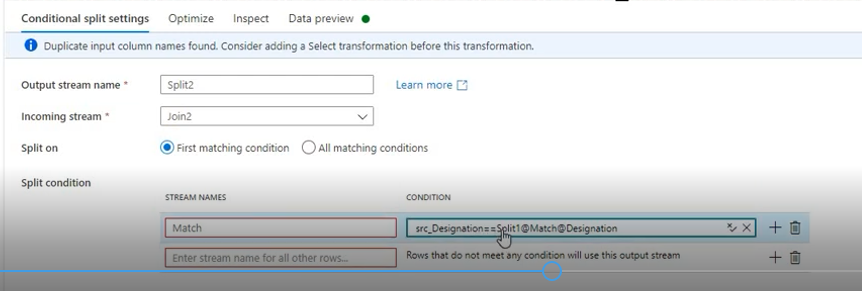 Conditional split settings Optimize Inspect Data preview
Duplicate input column names found. Consider adding a Select transformation before this transformation.
Output stream name * Split2 Learn more
Incoming stream * Join2
Split on First matching condition All matching conditions
Split condition
STREAM NAMES CONDITION
Match src_Designation==Split1@Match@Designation
Enter stream name for all other rows... Rows that do not meet any condition will use this output stream